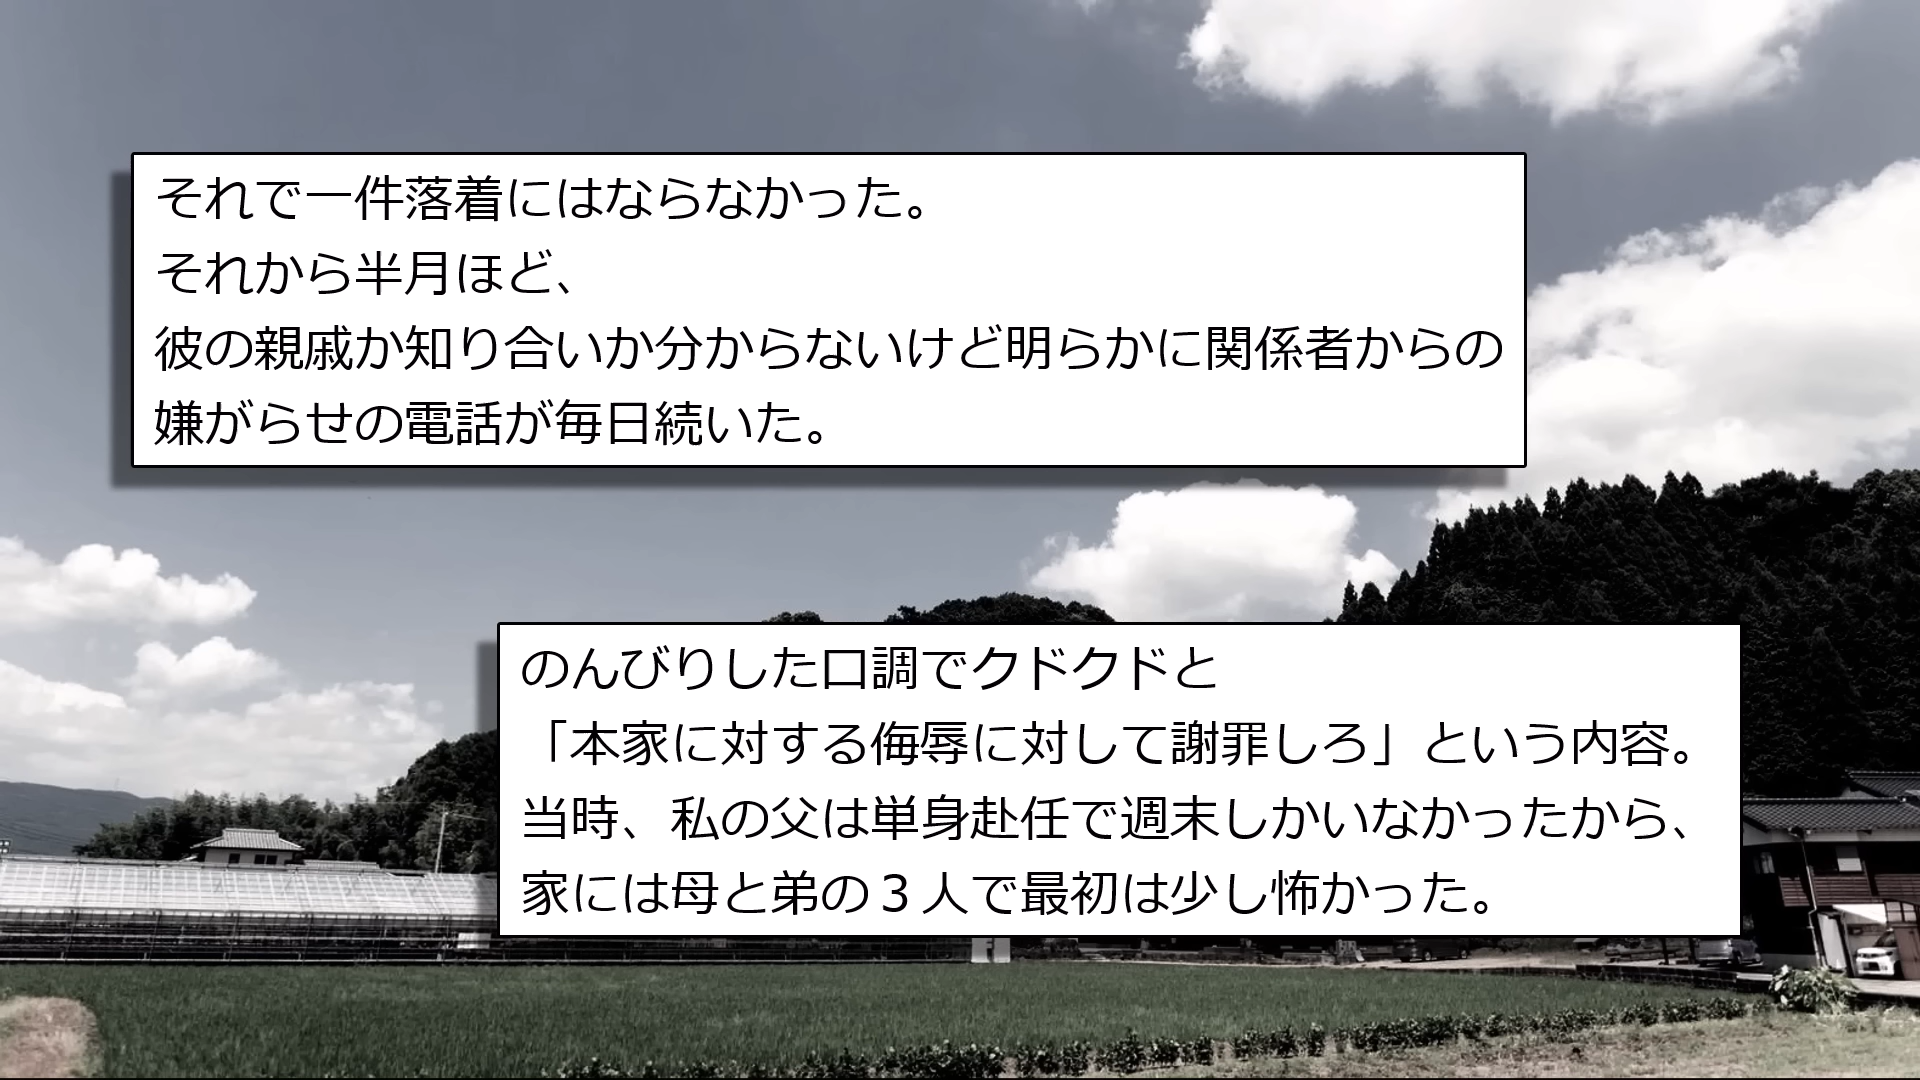 それで一件落着にはならなかった。
それから半月ほど、
彼の親戚か知り合いか分からないけど明らかに関係者からの
嫌がらせの電話が毎日続いた。
のんびりした口調でクドクドと
「本家に対する侮辱に対して謝罪しろ」という内容。
当時、私の父は単身赴任で週末しかいなかったから、
家には母と弟の３人で最初は少し怖かった。